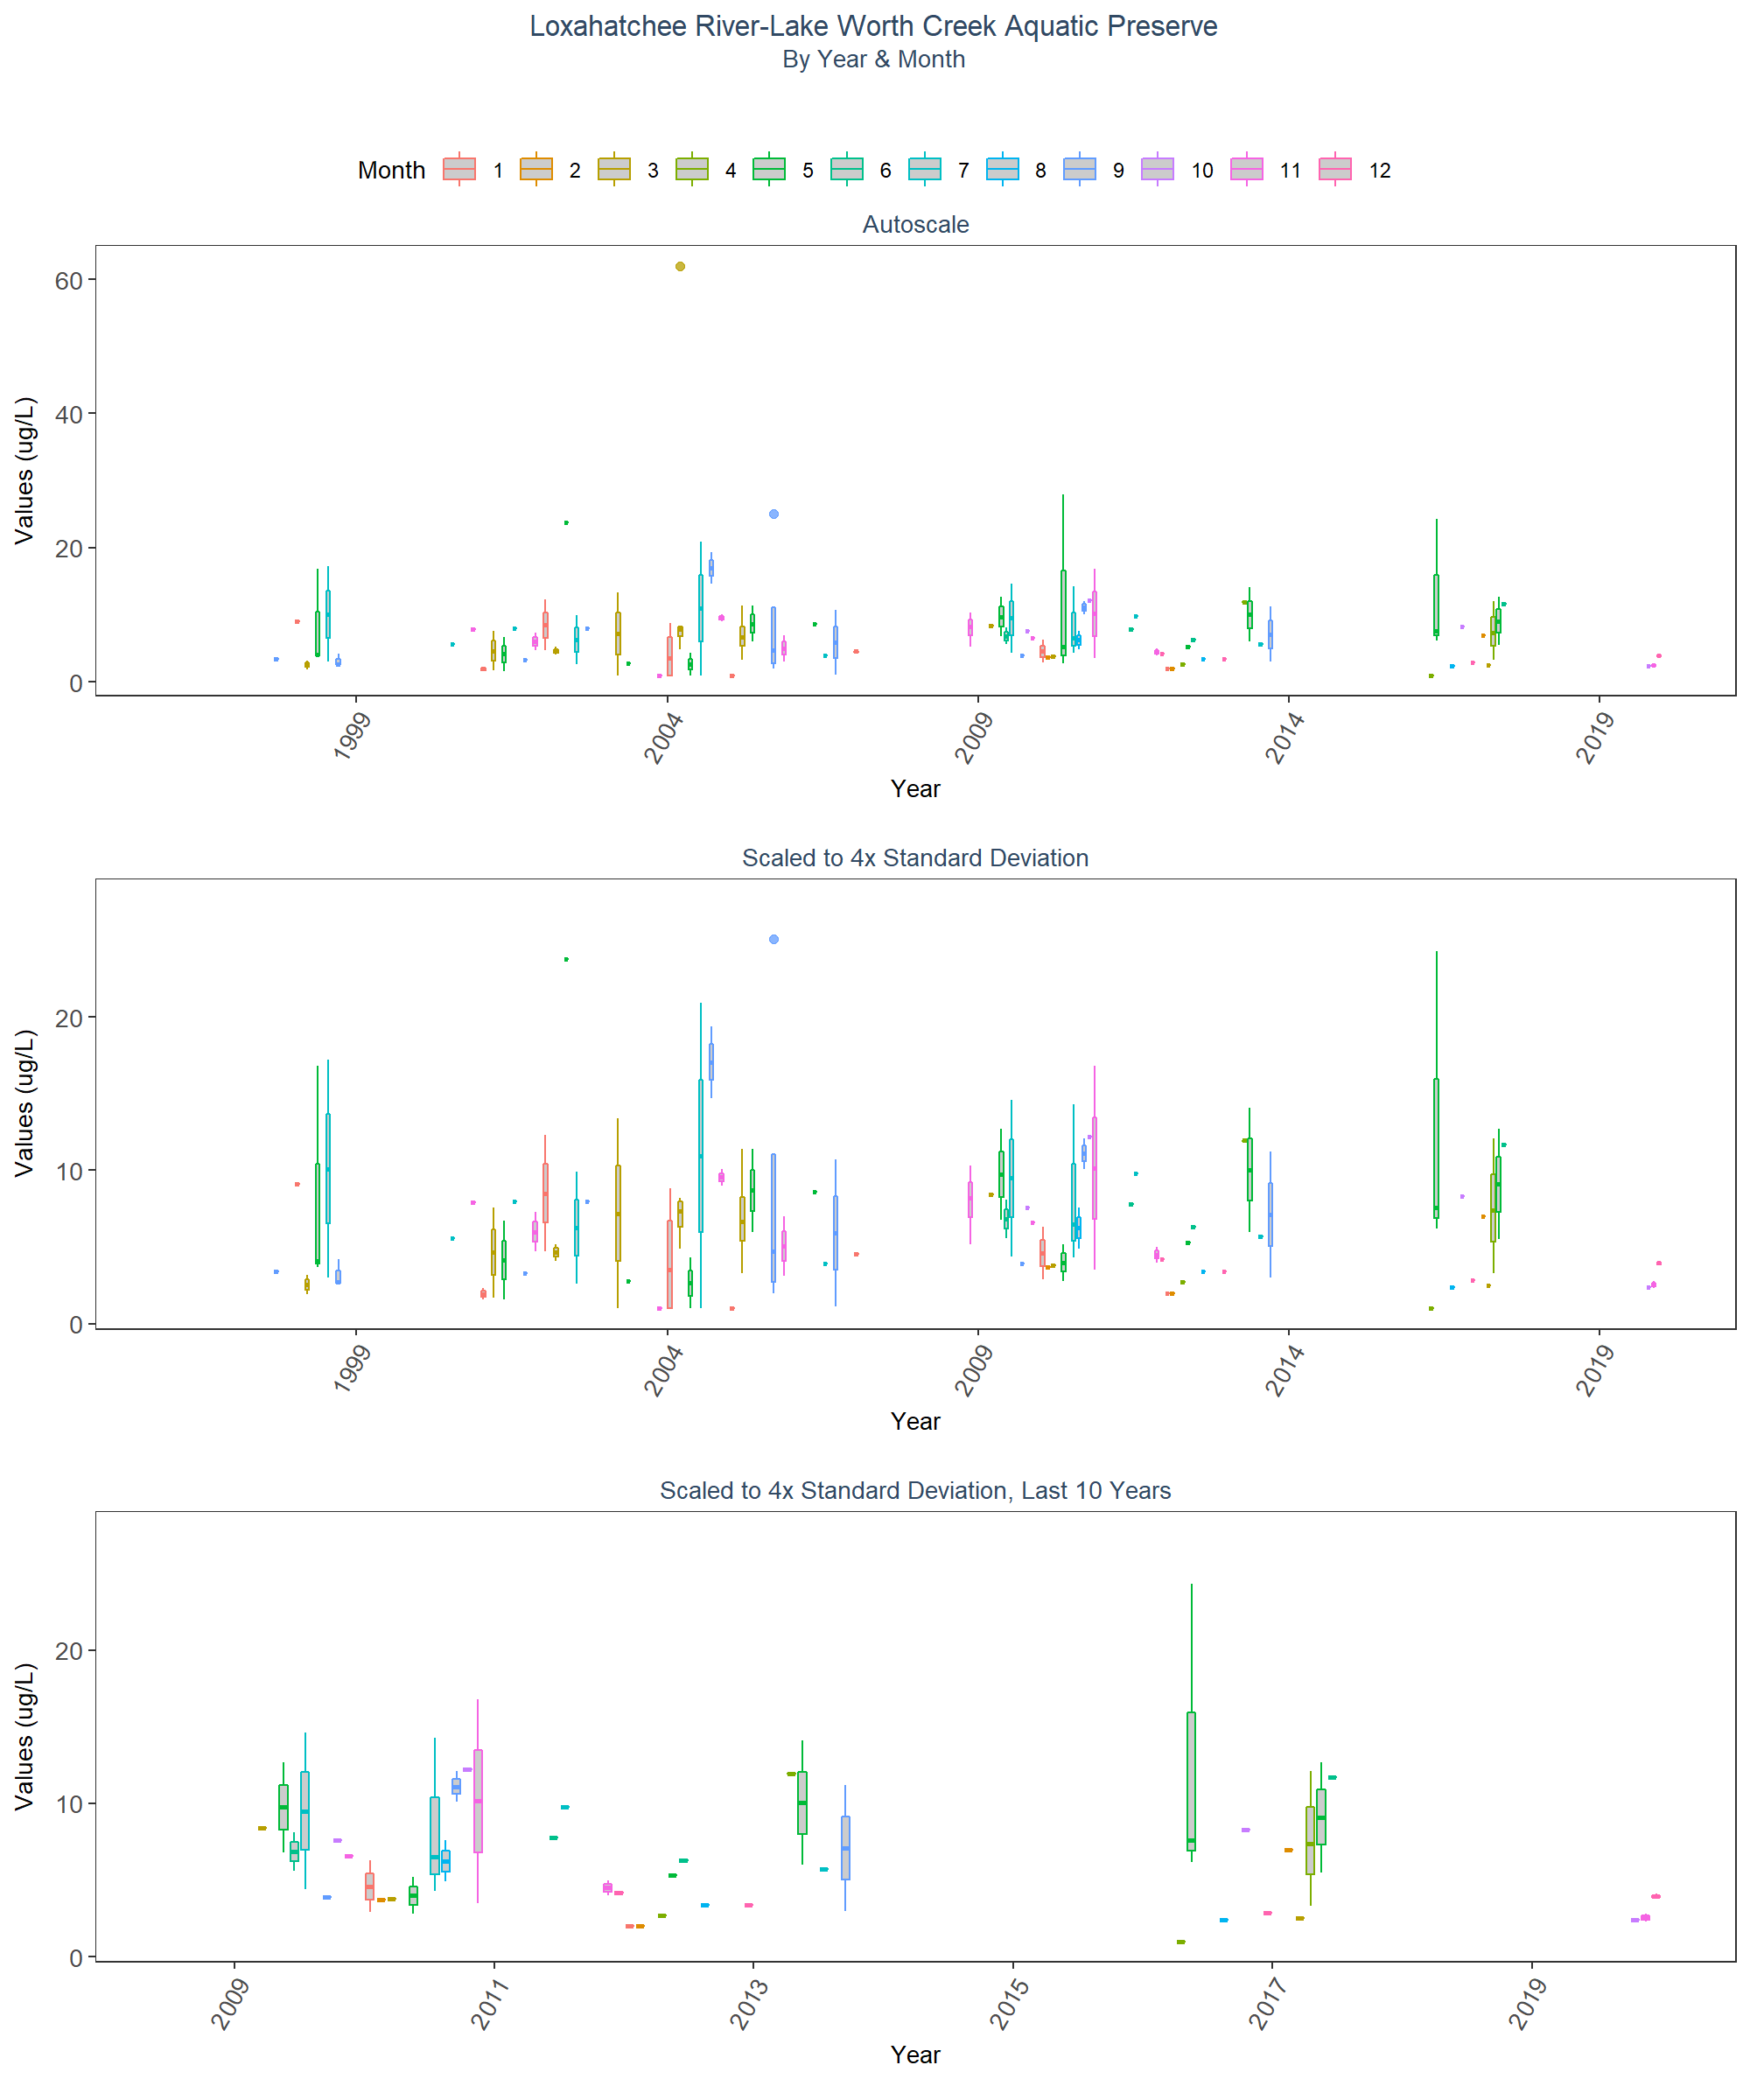 Loxahatchee River-Lake Worth Creek Aquatic Preserve
By Year & Month
Month 1 2 3 4 5 6 7 8 9 10 11 12
Autoscale
Values (ug/L)
60
40
20
0
1999 2004 2009 2014 2019
Year
Scaled to 4x Standard Deviation
Values (ug/L)
20
10
0
1999 2004 2009 2014 2019
Year
Scaled to 4x Standard Deviation, Last 10 Years
Values (ug/L)
20
10
0
2009 2011 2013 2015 2017 2019
Year